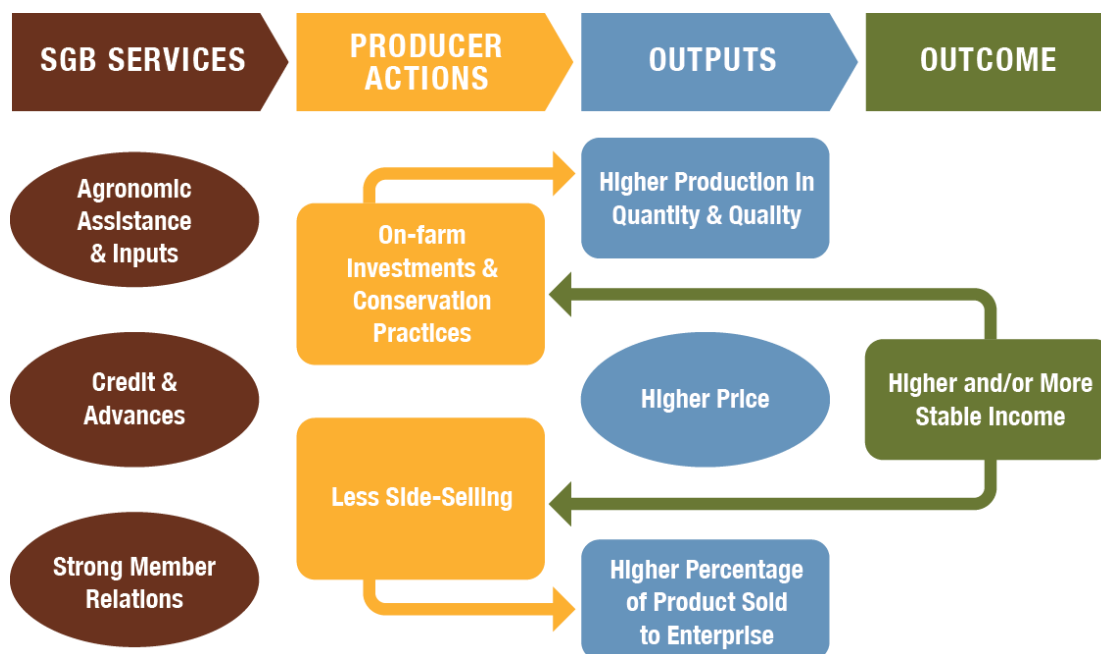 SGB SERVICES
PRODUCER
ACTIONS
OUTPUTS
OUTCOME
Agronomic
Assistance
& Inputs
Credit &
Advances
Strong Member
Relations
On-farm
Investments &
Conservation
Practices
Less Side-Selling
Higher Production in
Quantity & Quality
Higher Price
Higher Percentage
of Product Sold
to Enterprise
Higher and/or More
Stable Income